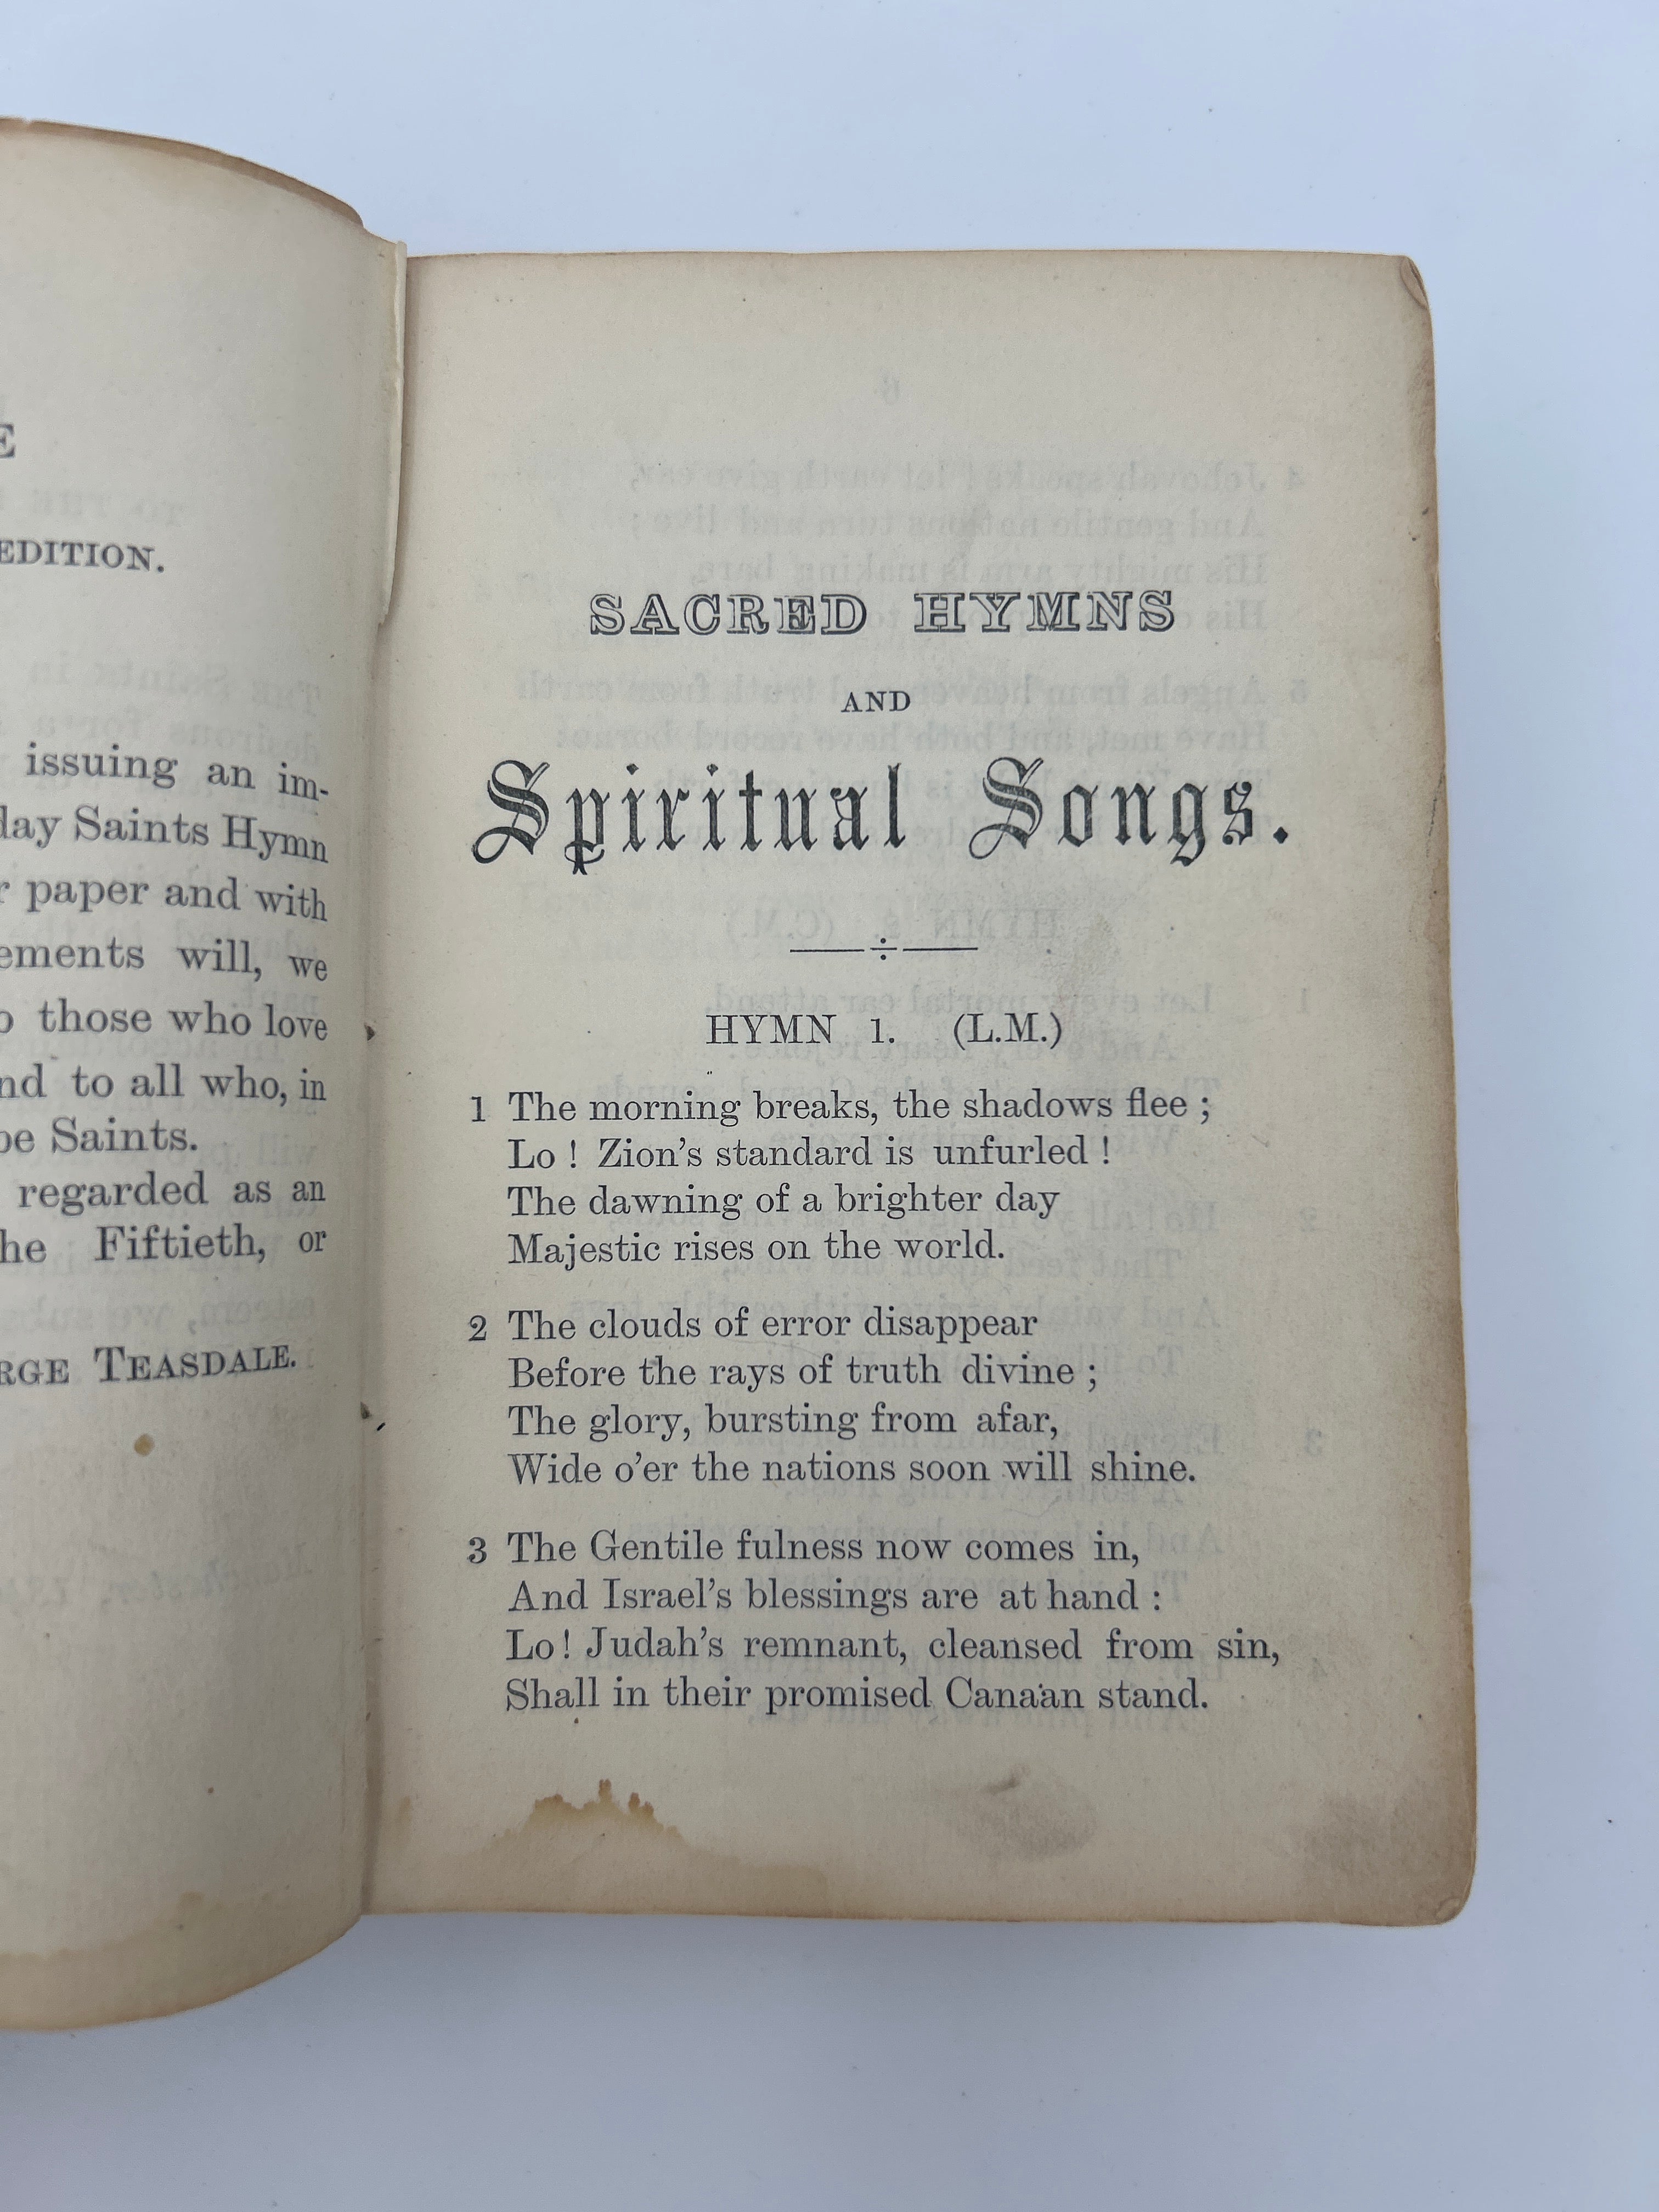 E
EDITION.
issuing an im-
day Saints Hymn
paper and with
ements will, we
those who love
nd to all who, in
be Saints.
regarded as an
he Fiftieth, or
RGE TEASDALE.
SACRED HYMNS
AND
Spiritual Songs.
HYMN 1. (L.M.)
1 The morning breaks, the shadows flee ;
Lo ! Zion's standard is unfurled !
The dawning of a brighter day
Majestic rises on the world.
2 The clouds of error disappear
Before the rays of truth divine ;
The glory, bursting from afar,
Wide o'er the nations soon will shine.
3 The Gentile fulness now comes in,
And Israel's blessings are at hand :
Lo ! Judah's remnant, cleansed from sin,
Shall in their promised Canaan stand.